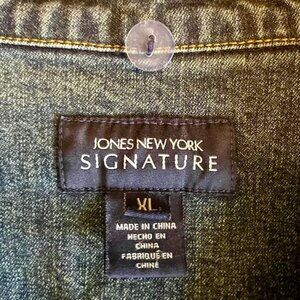 JONES NEW YORK
SIGNATURE
XL
MADE IN CHINA
HECHO EN
CHINA
FABRIQUÉ EN
CHINE